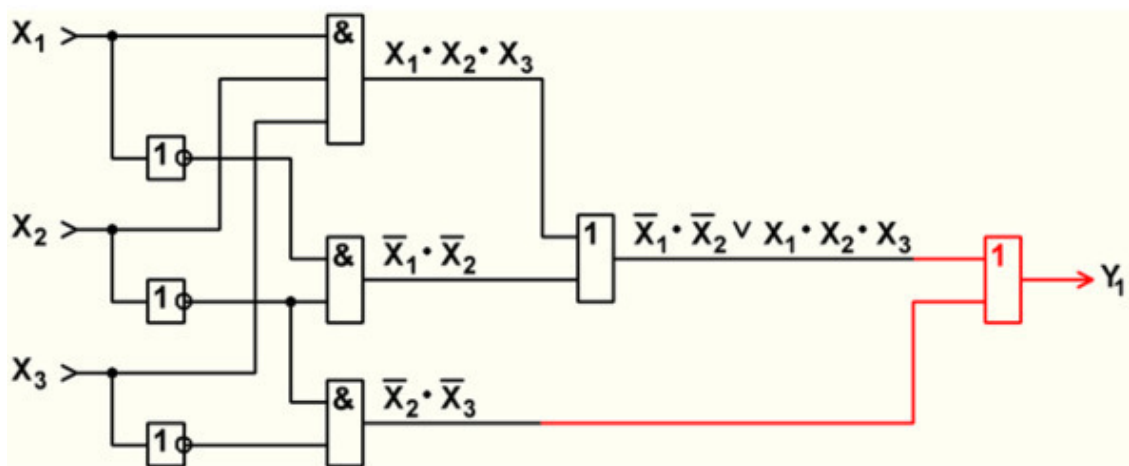 X₁
&
X₁ · X₂ · X₃
1
X₂
&
X̅₁ · X̅₂
1
X̅₁ · X̅₂ ∨ X₁ · X₂ · X₃
1
Y₁
1
X₃
&
X̅₂ · X̅₃
1